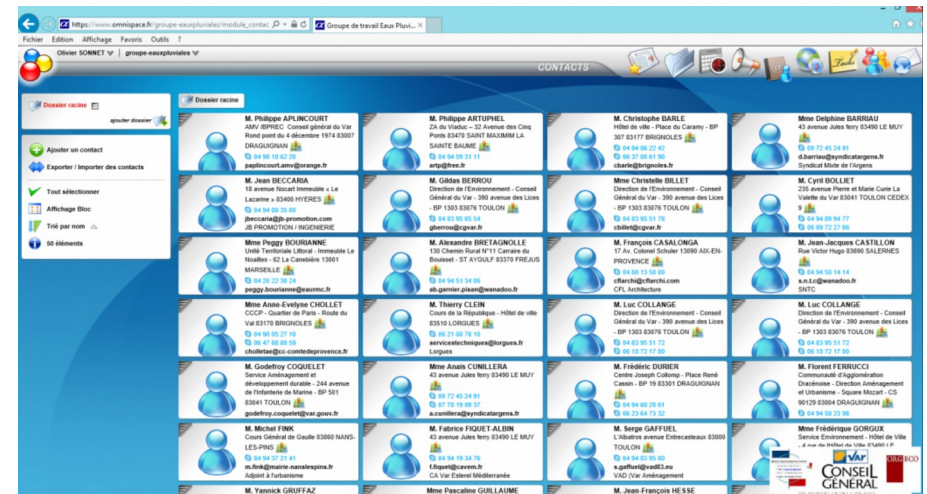 https://www.omnispace.fr/groupe-eauxpluviales/module_contac
Groupe de travail Eaux Pluvi...
Fichier Edition Affichage Favoris Outils ?
Olivier SONNET groupe-eauxpluviales
CONTACTS
Dossier racine
ajouter dossier
Ajouter un contact
Exporter / Importer des contacts
Tout sélectionner
Affichage Bloc
Trié par nom
50 éléments
Dossier racine
M. Philippe APLINCOURT
AMV /BPREC Conseil général du Var
Rond point du 4 décembre 1974 83007
DRAGUIGNAN
04 98 10 62 20
paplincourt.amv@orange.fr
M. Philippe ARTUPHEL
ZA du Viaduc – 32 Avenue des Cinq
Ponts 83470 SAINT MAXIMIM LA
SAINTE BAUME
04 94 59 31 11
artp@free.fr
M. Christophe BARLE
Hôtel de ville - Place du Caramy - BP
307 83177 BRIGNOLES
04 94 86 22 42
06 37 08 61 90
cbarle@brignoles.fr
Mme Delphine BARRIAU
43 avenue Jules ferry 83490 LE MUY
09 72 45 24 91
d.barriau@syndicatargens.fr
Syndicat Mixte de l'Argens
M. Jean BECCARIA
10 avenue Nocart Immeuble « Le
Lazarine » 83400 HYERES
04 94 00 35 80
jbeccaria@jb-promotion.com
JB PROMOTION / INGENIERIE
M. Gildas BERROU
Direction de l'Environnement - Conseil
Général du Var - 390 avenue des Lices
- BP 1303 83076 TOULON
04 83 95 65 54
gberrou@cgvar.fr
Mme Christelle BILLET
Direction de l'Environnement - Conseil
Général du Var - 390 avenue des Lices
- BP 1303 83076 TOULON
04 83 95 51 76
cbillet@cgvar.fr
M. Cyril BOLLIET
235 avenue Pierre et Marie Curie La
Valette du Var 83041 TOULON CEDEX
9
04 94 89 94 77
06 89 72 27 66
Mme Peggy BOURIANNE
Unité Territoriale Littoral - Immeuble Le
Noailles - 62 La Canebière 13001
MARSEILLE
04 26 22 30 24
peggy.bourianne@eaurmc.fr
M. Alexandre BRETAGNOLLE
130 Chemin Rural N°11 Carraire du
Bouisset - ST AYGULF 83370 FREJUS
04 94 51 34 86
ab.garnier.pisan@wanadoo.fr
M. François CASALONGA
17 Av. Colonel Schuler 13090 AIX-EN-
PROVENCE
04 88 15 50 00
cflarchi@cflarchi.com
CFL Architecture
M. Jean-Jacques CASTILLON
Rue Victor Hugo 83690 SALERNES
04 94 50 14 14
s.n.t.c@wanadoo.fr
SNTC
Mme Anne-Evelyne CHOLLET
CCCP - Quartier de Paris - Route du
Val 83170 BRIGNOLES
04 98 05 27 10
06 47 60 80 59
cholletae@cc-comtedeprovence.fr
M. Thierry CLEIN
Cours de la République - Hôtel de ville
83510 LORGUES
06 21 68 76 10
servicestechniques@lorgues.fr
Lorgues
M. Luc COLLANGE
Direction de l'Environnement - Conseil
Général du Var - 390 avenue des Lices
- BP 1303 83076 TOULON
04 83 95 51 72
06 18 72 17 00
M. Luc COLLANGE
Direction de l'Environnement - Conseil
Général du Var - 390 avenue des Lices
- BP 1303 83076 TOULON
04 83 95 51 72
06 18 72 17 00
M. Godefroy COQUELET
Service Aménagement et
développement durable - 244 avenue
de l'Infanterie de Marine - BP 501
83041 TOULON
godefroy.coquelet@var.gouv.fr
Mme Anaïs CUNILLERA
43 avenue Jules ferry 83490 LE MUY
09 72 45 24 91
07 70 19 09 37
a.cunillera@syndicatargens.fr
M. Frédéric DURIER
Centre Joseph Collomp - Place René
Cassin - BP 19 83301 DRAGUIGNAN
04 94 60 20 61
06 23 64 73 32
M. Florent FERRUCCI
Communauté d'Agglomération
Dracénoise - Direction Aménagement
et Urbanisme - Square Mozart - CS
90129 83004 DRAGUIGNAN
04 94 50 23 98
M. Michel FINK
Cours Général de Gaulle 83860 NANS-
LES-PINS
04 94 37 21 41
m.fink@mairie-nanslespins.fr
Adjoint à l'urbanisme
M. Fabrice FIQUET-ALBIN
43 avenue Jules ferry 83490 LE MUY
04 94 19 34 76
f.fiquet@cavem.fr
CA Var Esterel Méditerranée
M. Serge GAFFUEL
L'Albatros avenue Entrecasteaux 83000
TOULON
04 94 03 95 80
s.gaffuel@vad83.eu
VAD (Var Aménagement
Mme Frédérique GORGUX
Service Environnement - Hôtel de Ville
- 4 rue de l'Hôtel de Ville 83490 LE
VAR
CONSEIL
GÉNÉRAL
ORGECO
M. Yannick GRUFFAZ
Mme Pascaline GUILLAUME
M. Jean-François HESSE